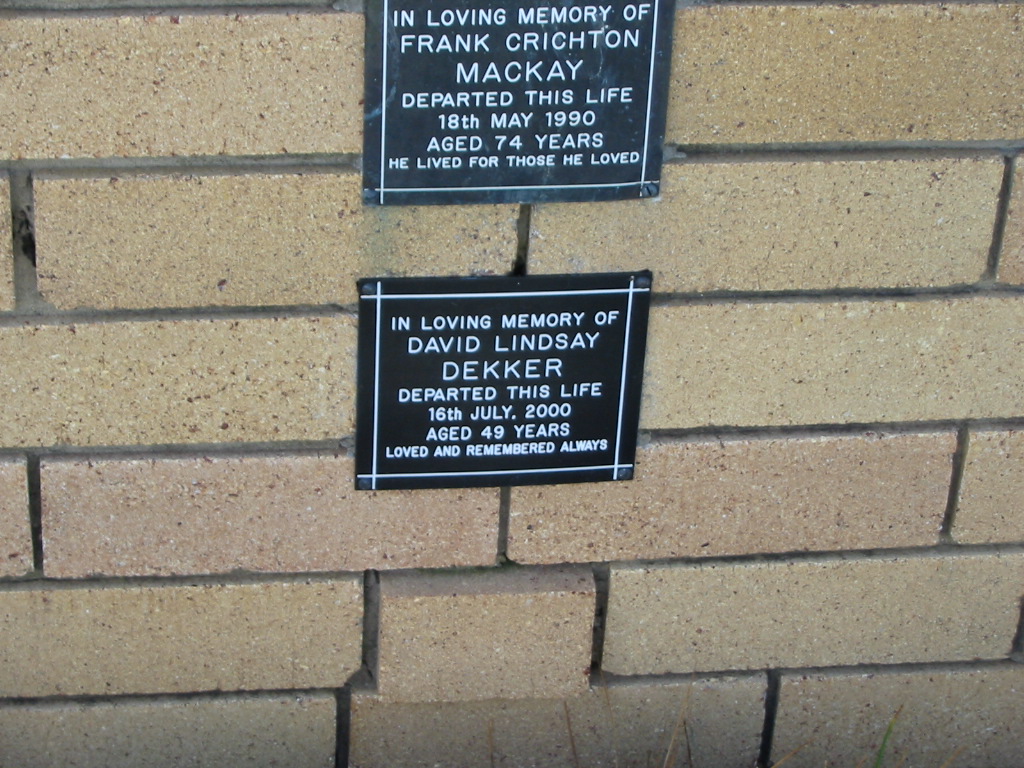 IN LOVING MEMORY OF
FRANK CRICHTON
MACKAY
DEPARTED THIS LIFE
18th MAY 1990
AGED 74 YEARS
HE LIVED FOR THOSE HE LOVED
IN LOVING MEMORY OF
DAVID LINDSAY
DEKKER
DEPARTED THIS LIFE
16th JULY, 2000
AGED 49 YEARS
LOVED AND REMEMBERED ALWAYS